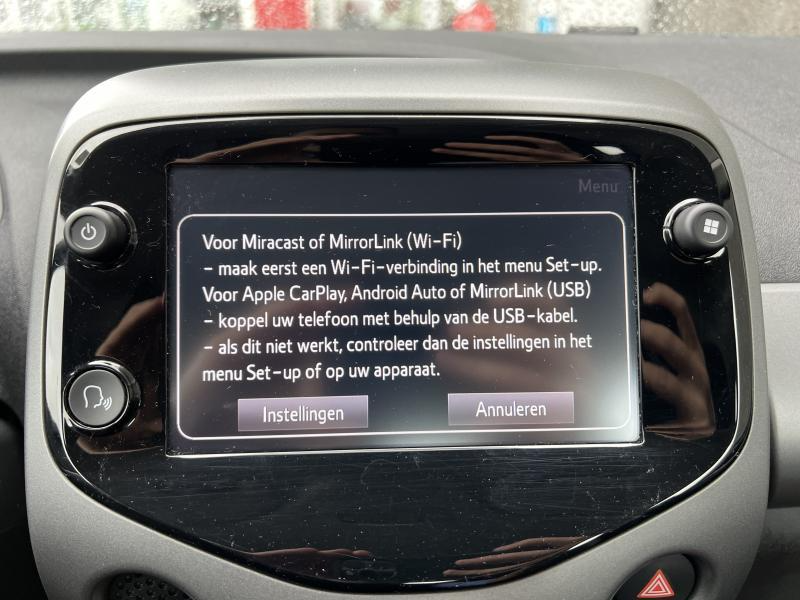 Menu
Voor Miracast of MirrorLink (Wi-Fi)
- maak eerst een Wi-Fi-verbinding in het menu Set-up.
Voor Apple CarPlay, Android Auto of MirrorLink (USB)
- koppel uw telefoon met behulp van de USB-kabel.
- als dit niet werkt, controleer dan de instellingen in het
menu Set-up of op uw apparaat.
Instellingen Annuleren